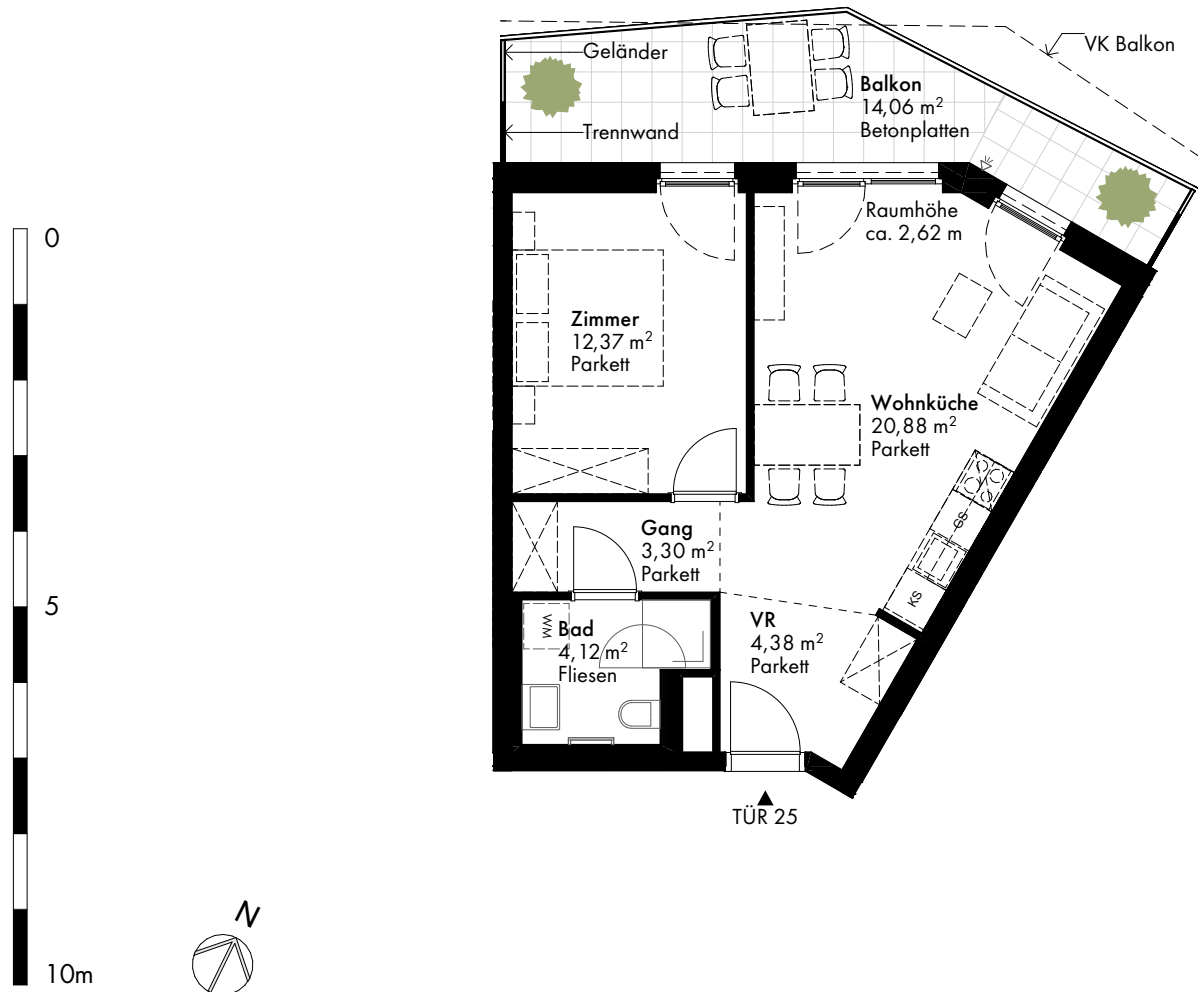 Geländer
VK Balkon
Balkon
14,06 m²
Betonplatten
Trennwand
Raumhöhe
ca. 2,62 m
0
Zimmer
12,37 m²
Parkett
Wohnküche
20,88 m²
Parkett
GS
Gang
3,30 m²
Parkett
KS
5
WM
Bad
4,12 m²
Fliesen
VR
4,38 m²
Parkett
TÜR 25
N
10m